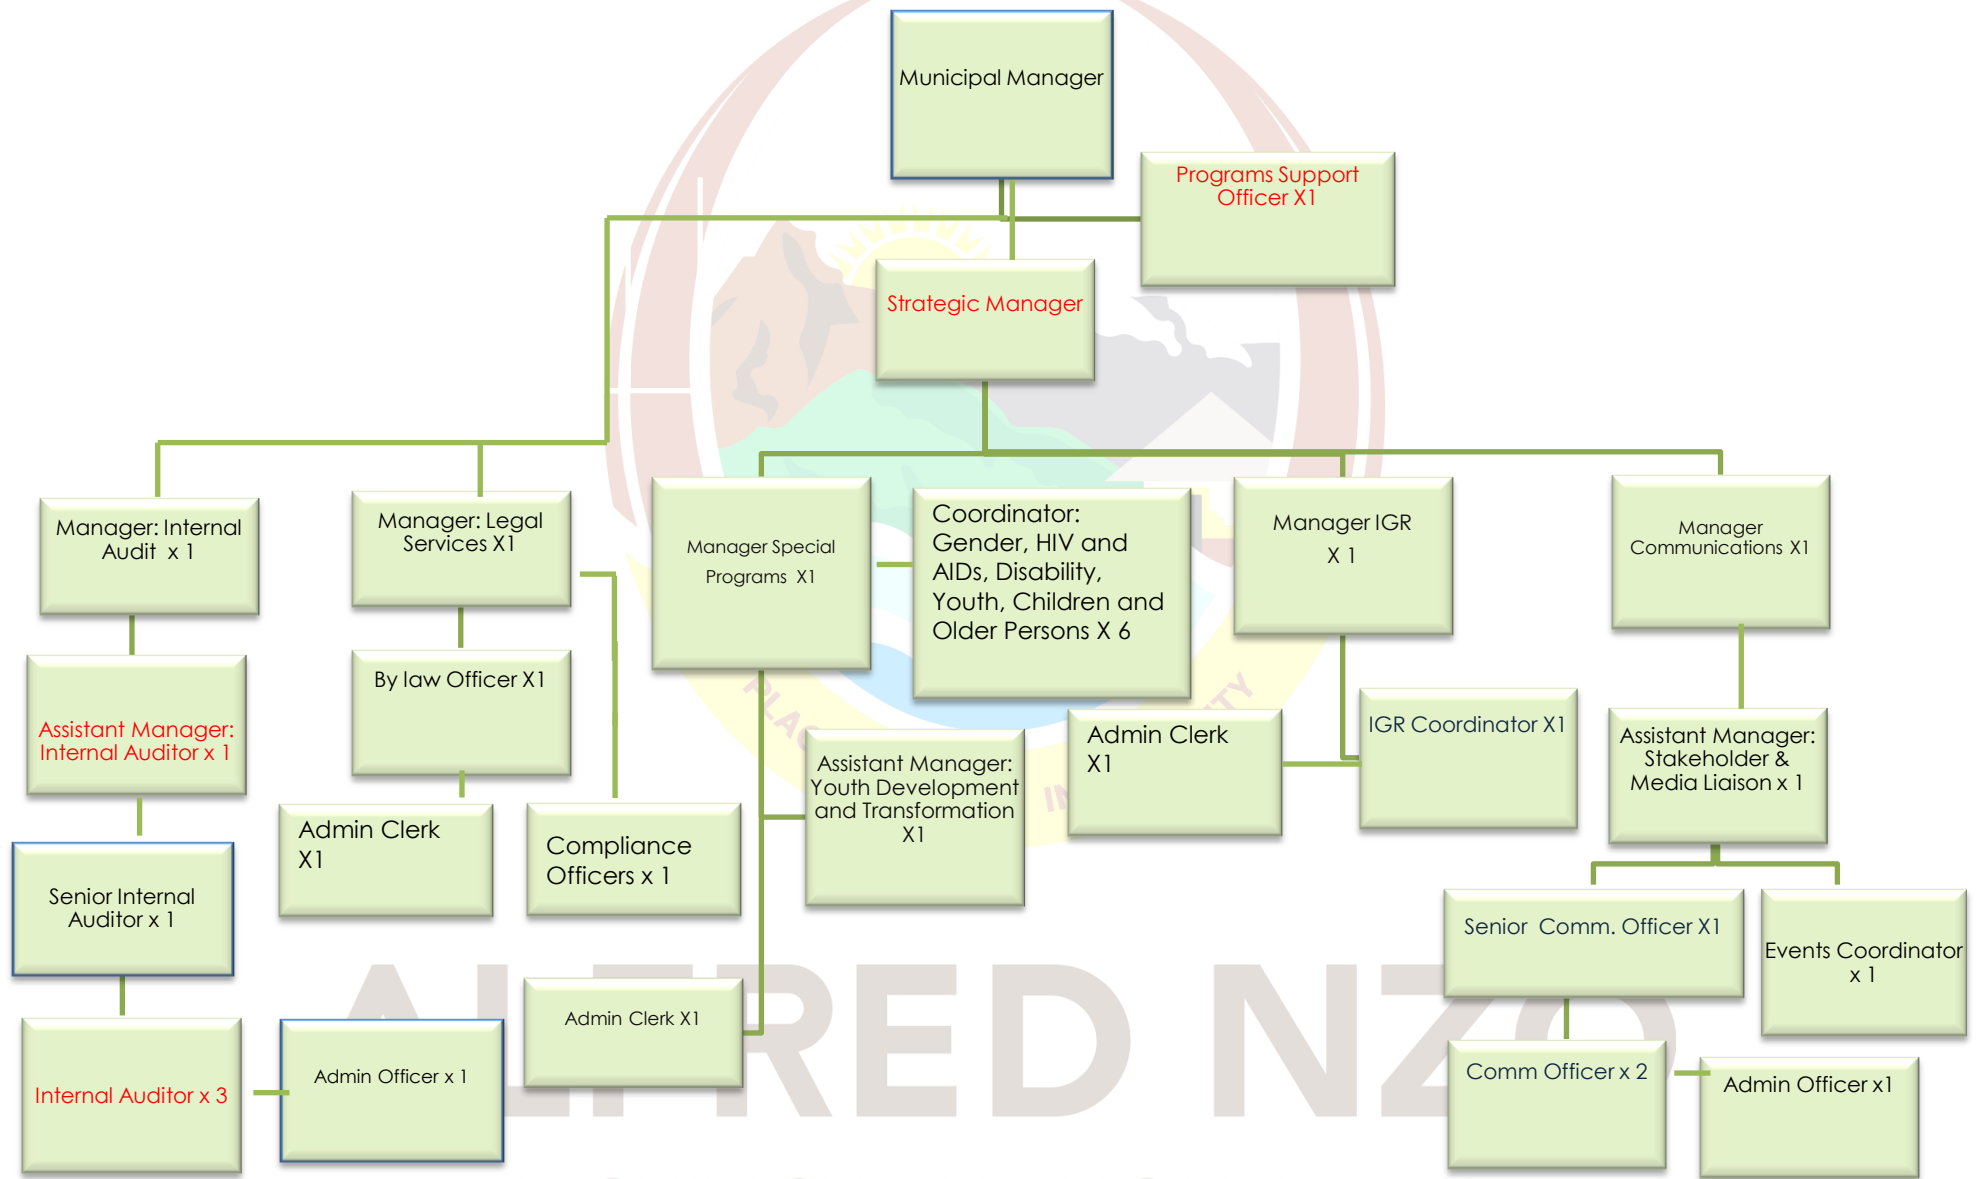 Municipal Manager
Programs Support
Officer X1
Strategic Manager
Manager: Internal
Audit x 1
Manager: Legal
Services X1
Manager Special
Programs X1
Coordinator:
Gender, HIV and
AIDs, Disability,
Youth, Children and
Older Persons X 6
Manager IGR
X 1
Manager
Communications X1
Assistant Manager:
Internal Auditor x 1
By law Officer X1
Admin Clerk
X1
Compliance
Officers x 1
Assistant Manager:
Youth Development
and Transformation
X1
Admin Clerk
X1
IGR Coordinator X1
Assistant Manager:
Stakeholder &
Media Liaison x 1
Senior Internal
Auditor x 1
Senior Comm. Officer X1
Events Coordinator
x 1
Admin Clerk X1
Internal Auditor x 3
Admin Officer x 1
Comm Officer x 2
Admin Officer x1
ALFRED NZO